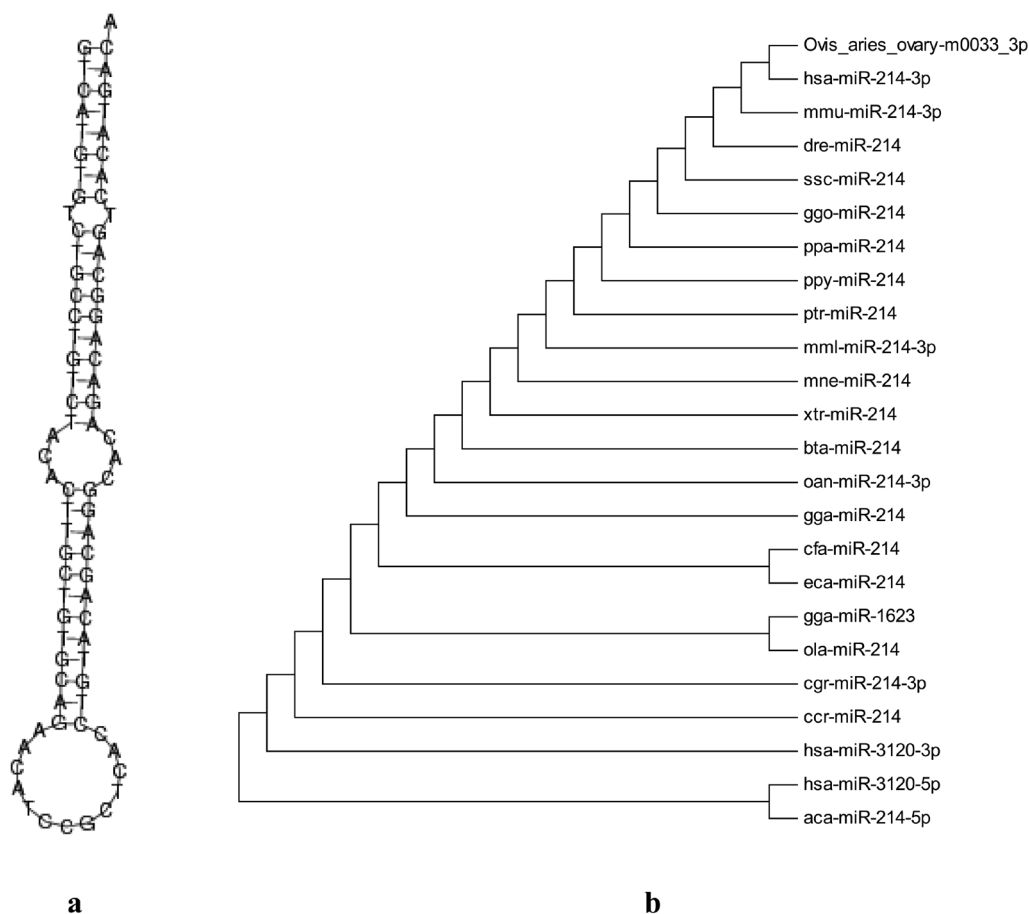 G T C A T G T G T C T G C C T G T C T A C A C T T G C T G T G C A G A A C A T C C G C T C A C C T G T A C A G C A G G C A C A G A C A G G C A G T C A C A T G A C A
Ovis_aries_ovary-m0033_3p
hsa-miR-214-3p
mmu-miR-214-3p
dre-miR-214
ssc-miR-214
ggo-miR-214
ppa-miR-214
ppy-miR-214
ptr-miR-214
mml-miR-214-3p
mne-miR-214
xtr-miR-214
bta-miR-214
oan-miR-214-3p
gga-miR-214
cfa-miR-214
eca-miR-214
gga-miR-1623
ola-miR-214
cgr-miR-214-3p
ccr-miR-214
hsa-miR-3120-3p
hsa-miR-3120-5p
aca-miR-214-5p
a
b